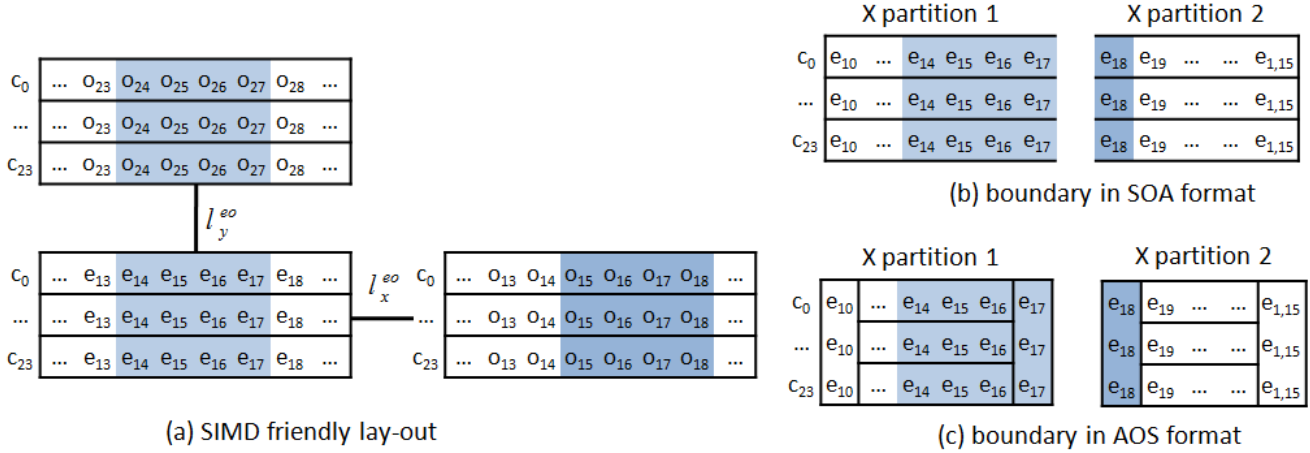 c0 ... o23 o24 o25 o26 o27 o28 ...
... ... o23 o24 o25 o26 o27 o28 ...
c23 ... o23 o24 o25 o26 o27 o28 ...
l y eo
c0 ... e13 e14 e15 e16 e17 e18 ...
... ... e13 e14 e15 e16 e17 e18 ...
c23 ... e13 e14 e15 e16 e17 e18 ...
l x eo
c0 ... o13 o14 o15 o16 o17 o18 ...
... ... o13 o14 o15 o16 o17 o18 ...
c23 ... o13 o14 o15 o16 o17 o18 ...
(a) SIMD friendly lay-out
X partition 1 X partition 2
c0 e10 ... e14 e15 e16 e17 e18 e19 ... ... e1,15
... e10 ... e14 e15 e16 e17 e18 e19 ... ... e1,15
c23 e10 ... e14 e15 e16 e17 e18 e19 ... ... e1,15
(b) boundary in SOA format
X partition 1 X partition 2
c0 e10 ... e14 e15 e16 e17 e18 e19 ... ... e1,15
... e10 ... e14 e15 e16 e17 e18 e19 ... ... e1,15
c23 e10 ... e14 e15 e16 e17 e18 e19 ... ... e1,15
(c) boundary in AOS format